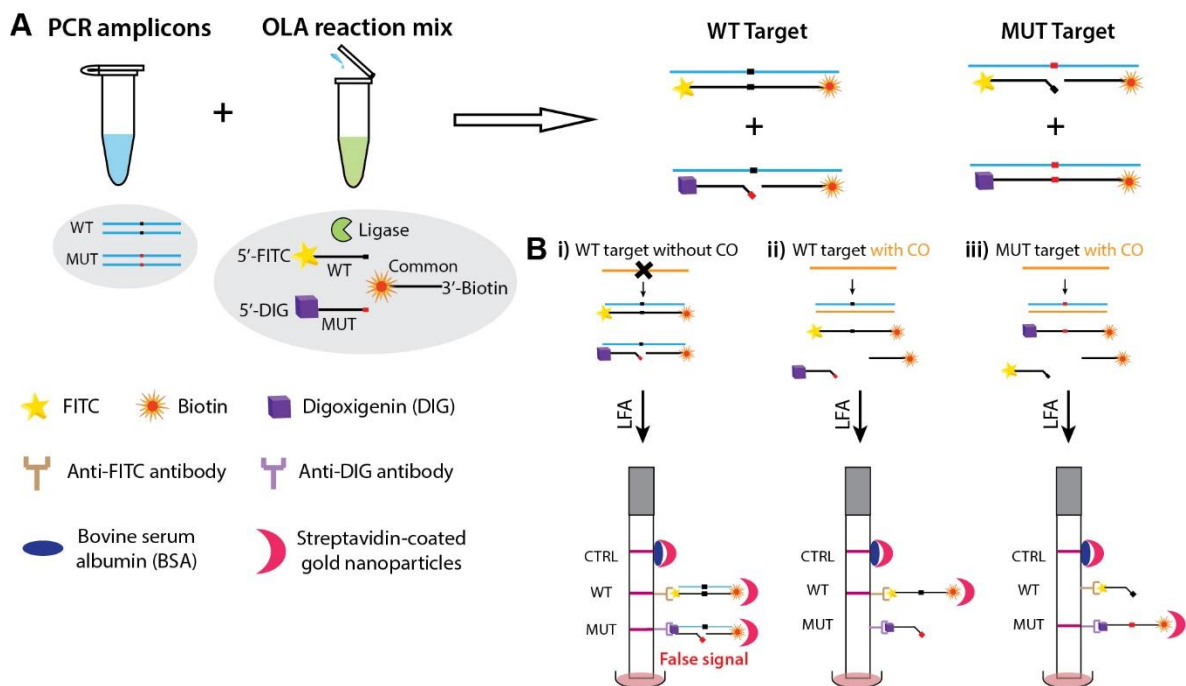 A
PCR amplicons
OLA reaction mix
WT Target
MUT Target
+
+
+
WT
MUT
Ligase
5'-FITC
WT
Common
3'-Biotin
5'-DIG
MUT
+
+
FITC
Biotin
Digoxigenin (DIG)
Anti-FITC antibody
Anti-DIG antibody
Bovine serum
albumin (BSA)
Streptavidin-coated
gold nanoparticles
B
i) WT target without CO
LFA
CTRL
WT
MUT
False signal
ii) WT target with CO
LFA
CTRL
WT
MUT
iii) MUT target with CO
LFA
CTRL
WT
MUT